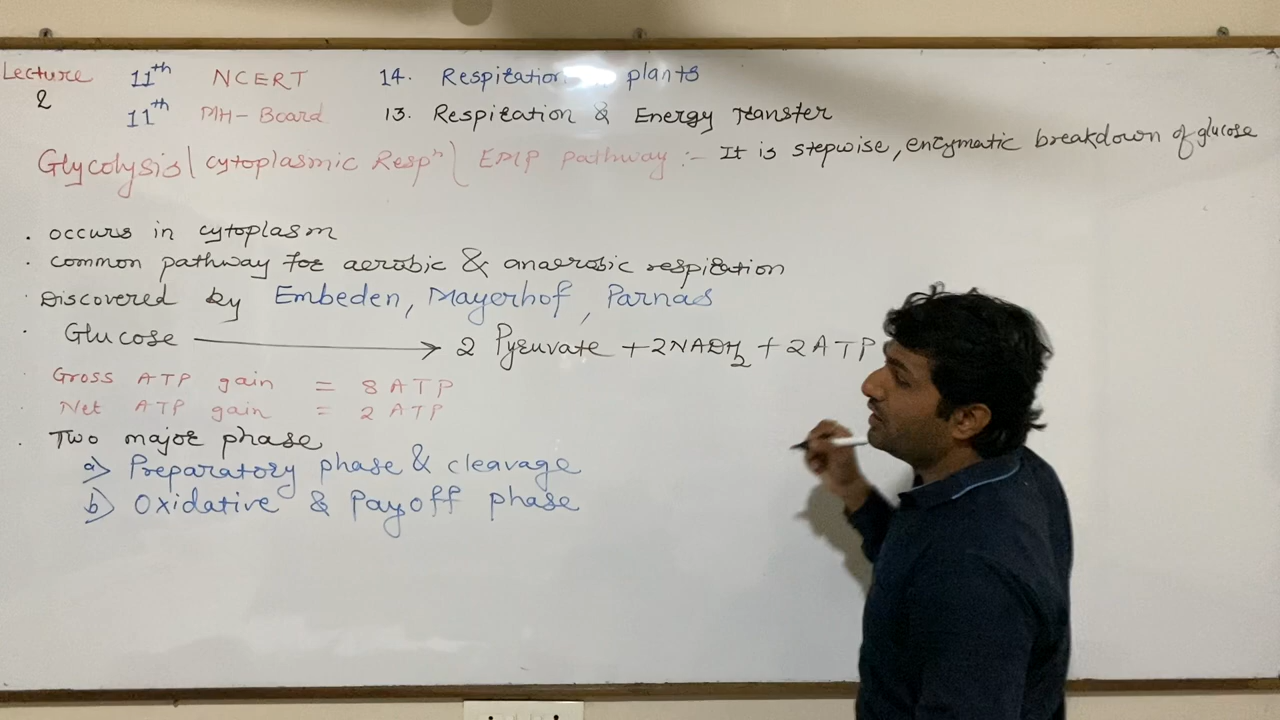 Lecture 2
11th NCERT 14. Respiration plants
11th MH-Board 13. Respiration & Energy Transfer
Glycolysis| cytoplasmic Respn | EMP pathway :- It is stepwise, enzymatic breakdown of glucose
. occurs in cytoplasm
. common pathway for aerobic & anaerobic respiration
. Discovered by Embeden, Mayerhof, Parnas
. Glucose → 2 Pyruvate + 2NADH2 + 2ATP
. Gross ATP gain = 8 ATP
. Net ATP gain = 2 ATP
. Two major phase
a) Preparatory phase & cleavage
b) Oxidative & Payoff phase